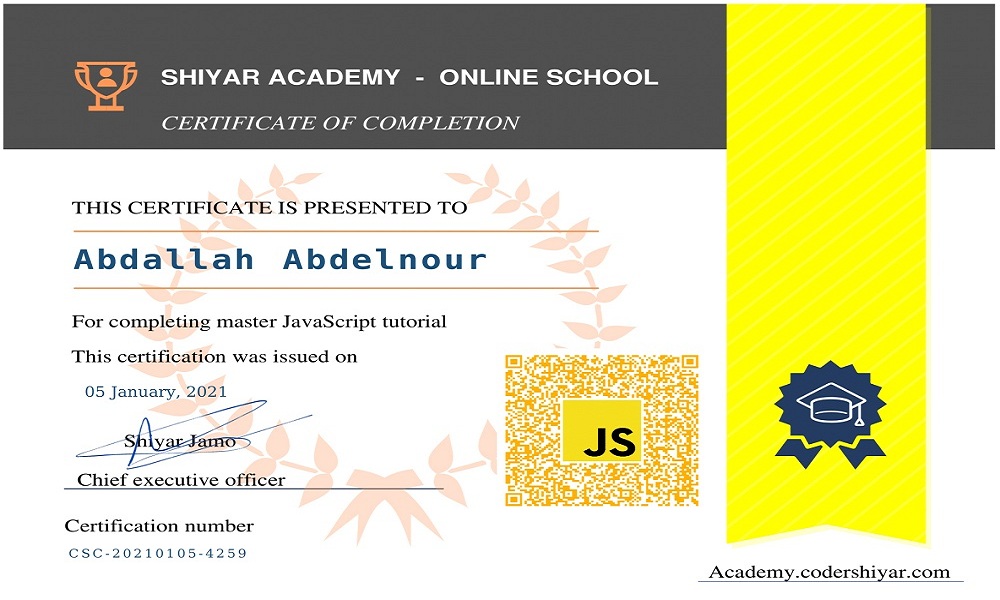 SHIYAR ACADEMY - ONLINE SCHOOL
CERTIFICATE OF COMPLETION
THIS CERTIFICATE IS PRESENTED TO
Abdallah Abdelnour
For completing master JavaScript tutorial
This certification was issued on
05 January, 2021
Shiyar Jamo
Chief executive officer
Certification number
CSC-20210105-4259
JS
Academy.codershiyar.com